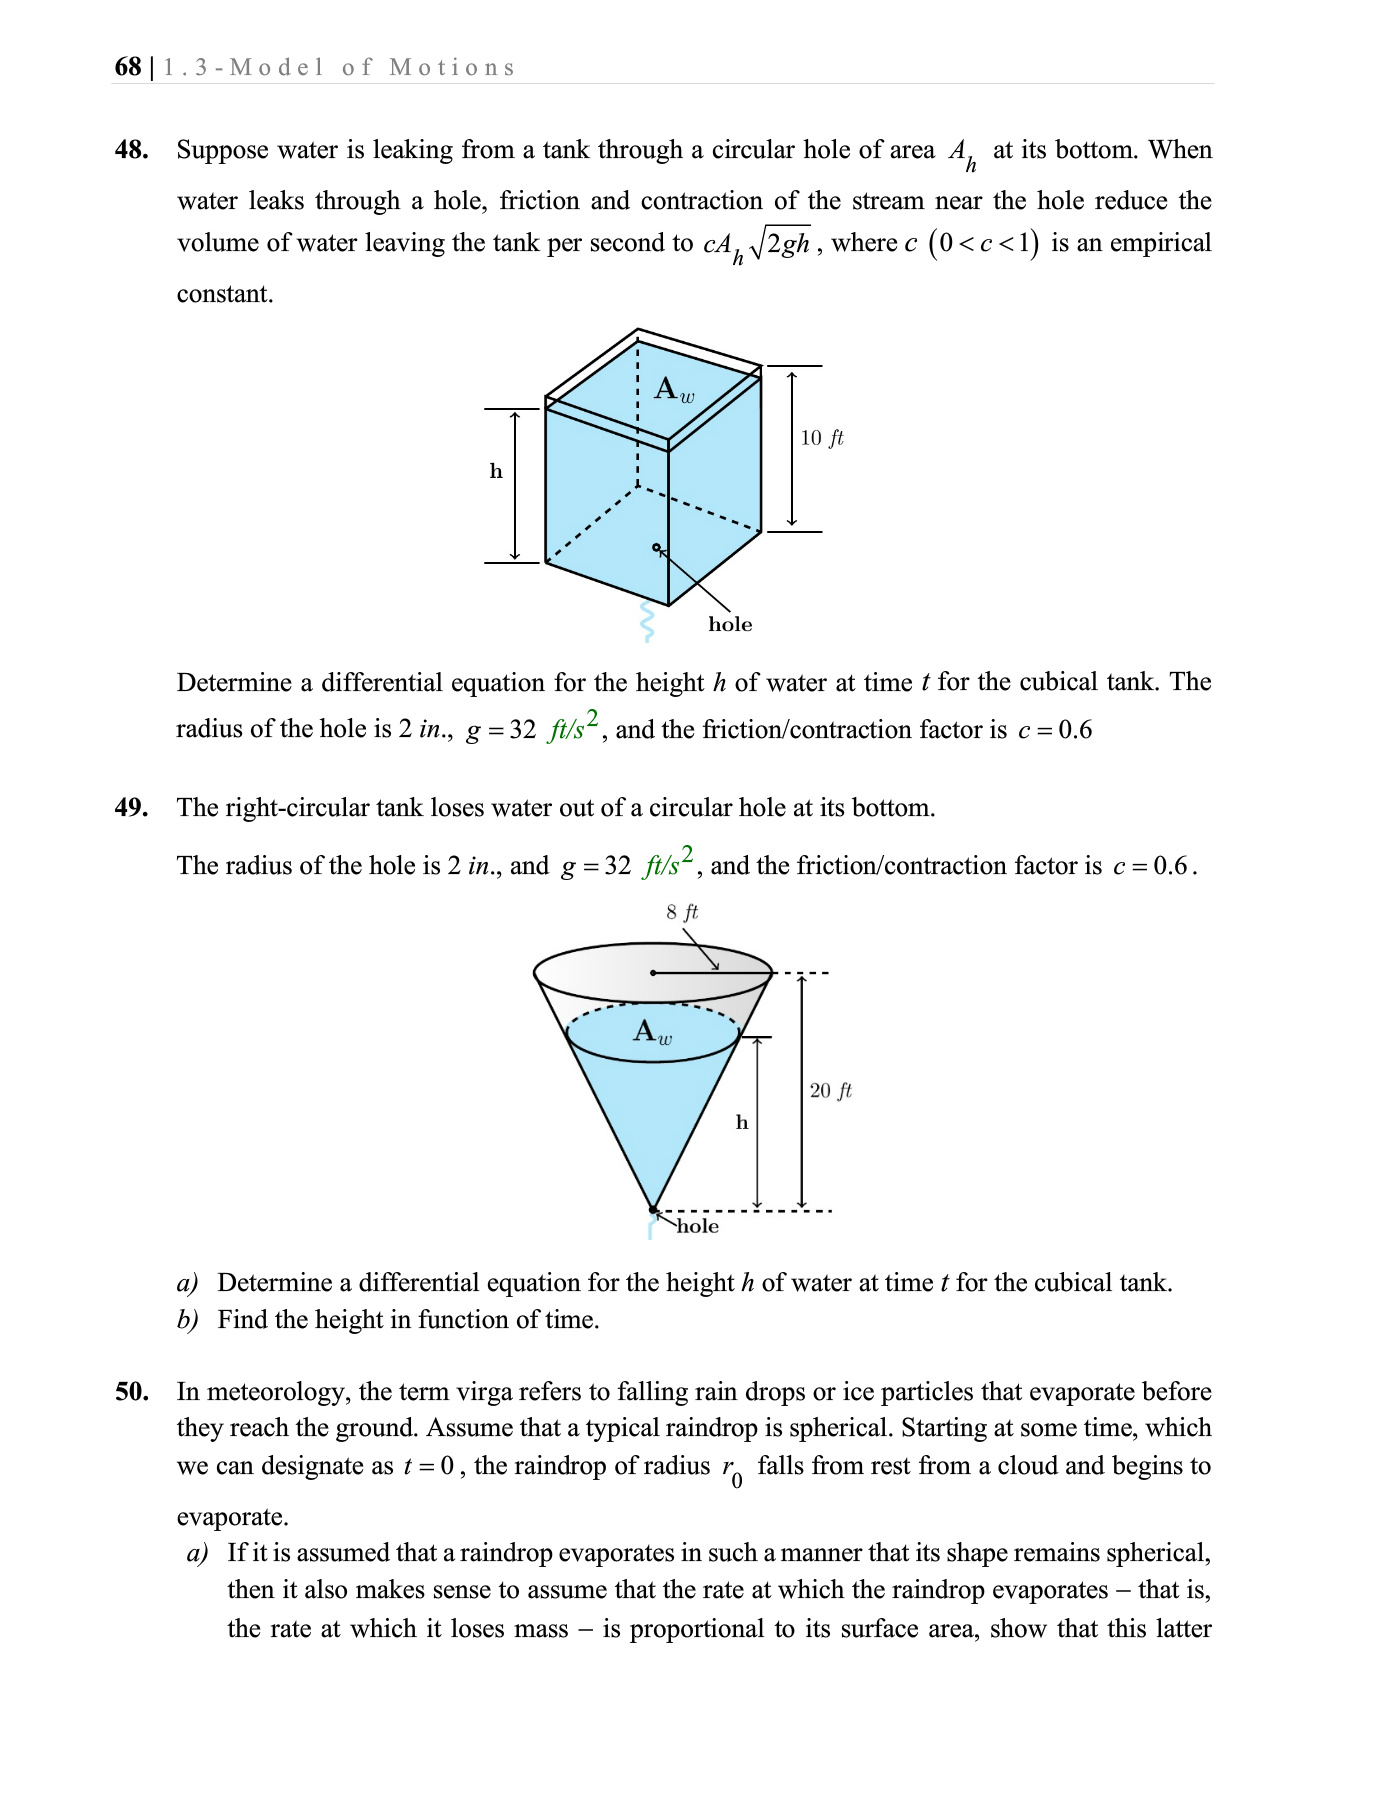 68 | 1.3-Model of Motions
48. Suppose water is leaking from a tank through a circular hole of area A_h at its bottom. When
water leaks through a hole, friction and contraction of the stream near the hole reduce the
volume of water leaving the tank per second to cA_h √(2gh), where c (0 < c < 1) is an empirical
constant.
A_w
10 ft
h
hole
Determine a differential equation for the height h of water at time t for the cubical tank. The
radius of the hole is 2 in., g = 32 ft/s², and the friction/contraction factor is c = 0.6
49. The right-circular tank loses water out of a circular hole at its bottom.
The radius of the hole is 2 in., and g = 32 ft/s², and the friction/contraction factor is c = 0.6.
8 ft
A_w
20 ft
h
hole
a) Determine a differential equation for the height h of water at time t for the cubical tank.
b) Find the height in function of time.
50. In meteorology, the term virga refers to falling rain drops or ice particles that evaporate before
they reach the ground. Assume that a typical raindrop is spherical. Starting at some time, which
we can designate as t = 0, the raindrop of radius r_0 falls from rest from a cloud and begins to
evaporate.
a) If it is assumed that a raindrop evaporates in such a manner that its shape remains spherical,
then it also makes sense to assume that the rate at which the raindrop evaporates – that is,
the rate at which it loses mass – is proportional to its surface area, show that this latter